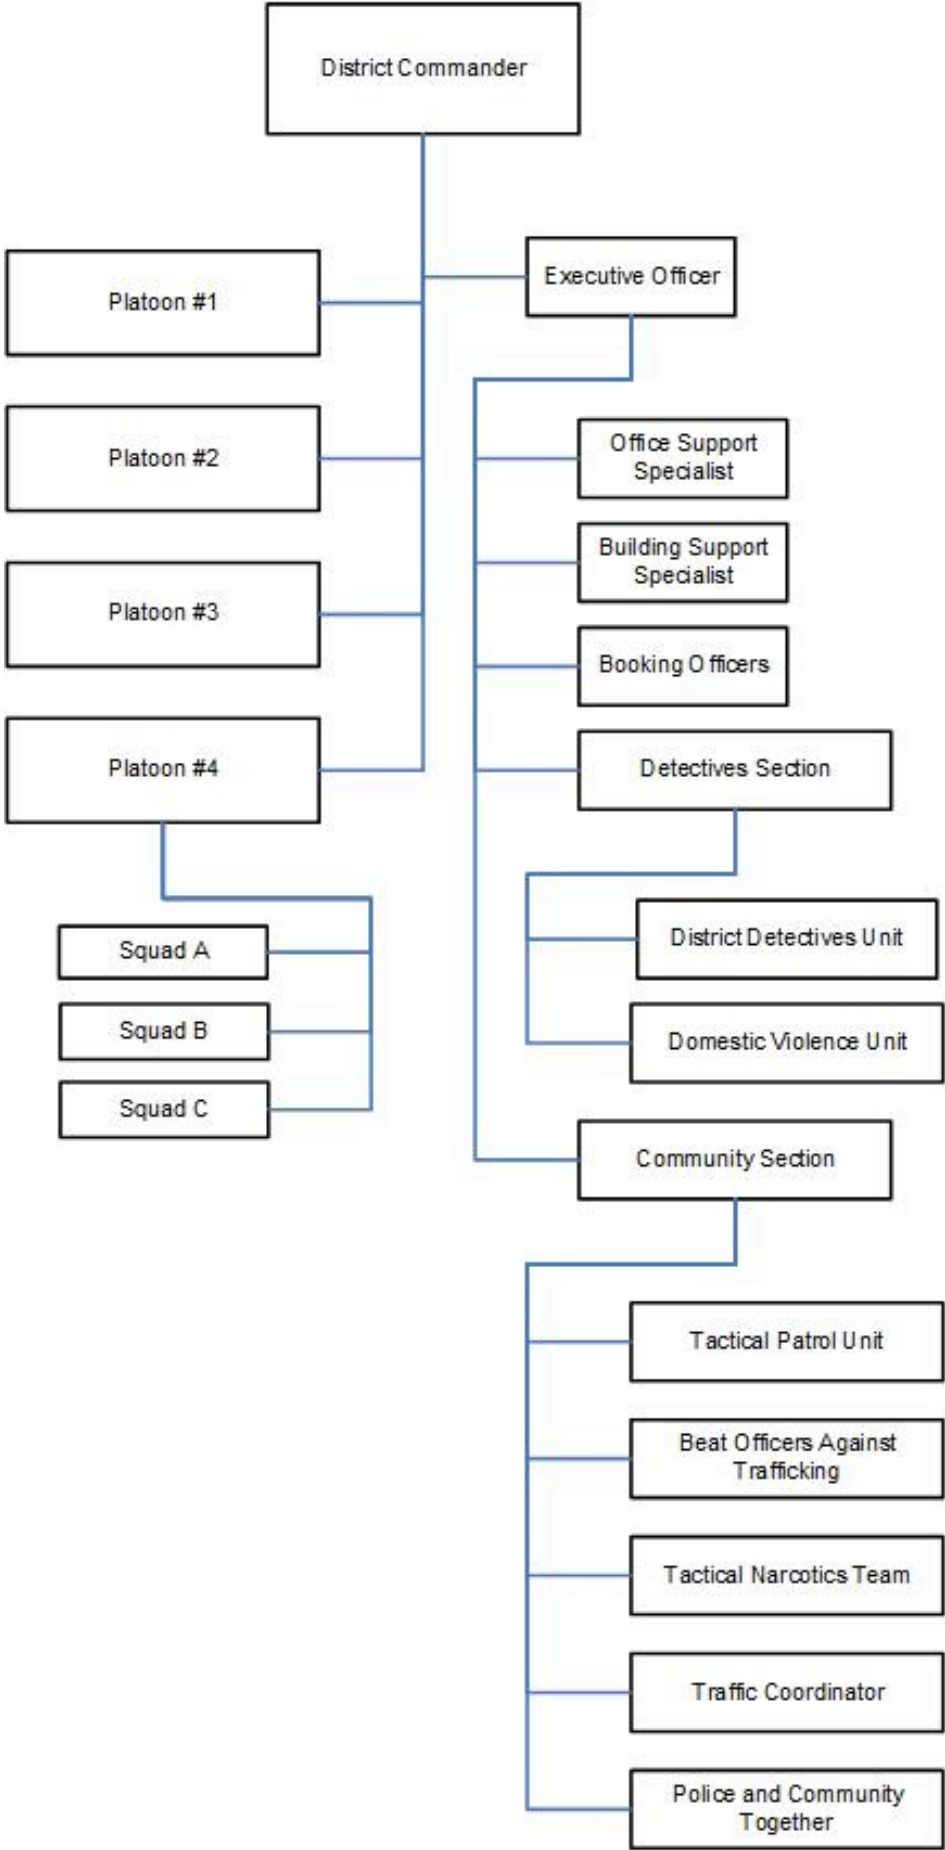 District Commander
Executive Officer
Platoon #1
Platoon #2
Platoon #3
Platoon #4
Squad A
Squad B
Squad C
Office Support
Specialist
Building Support
Specialist
Booking Officers
Detectives Section
District Detectives Unit
Domestic Violence Unit
Community Section
Tactical Patrol Unit
Beat Officers Against
Trafficking
Tactical Narcotics Team
Traffic Coordinator
Police and Community
Together